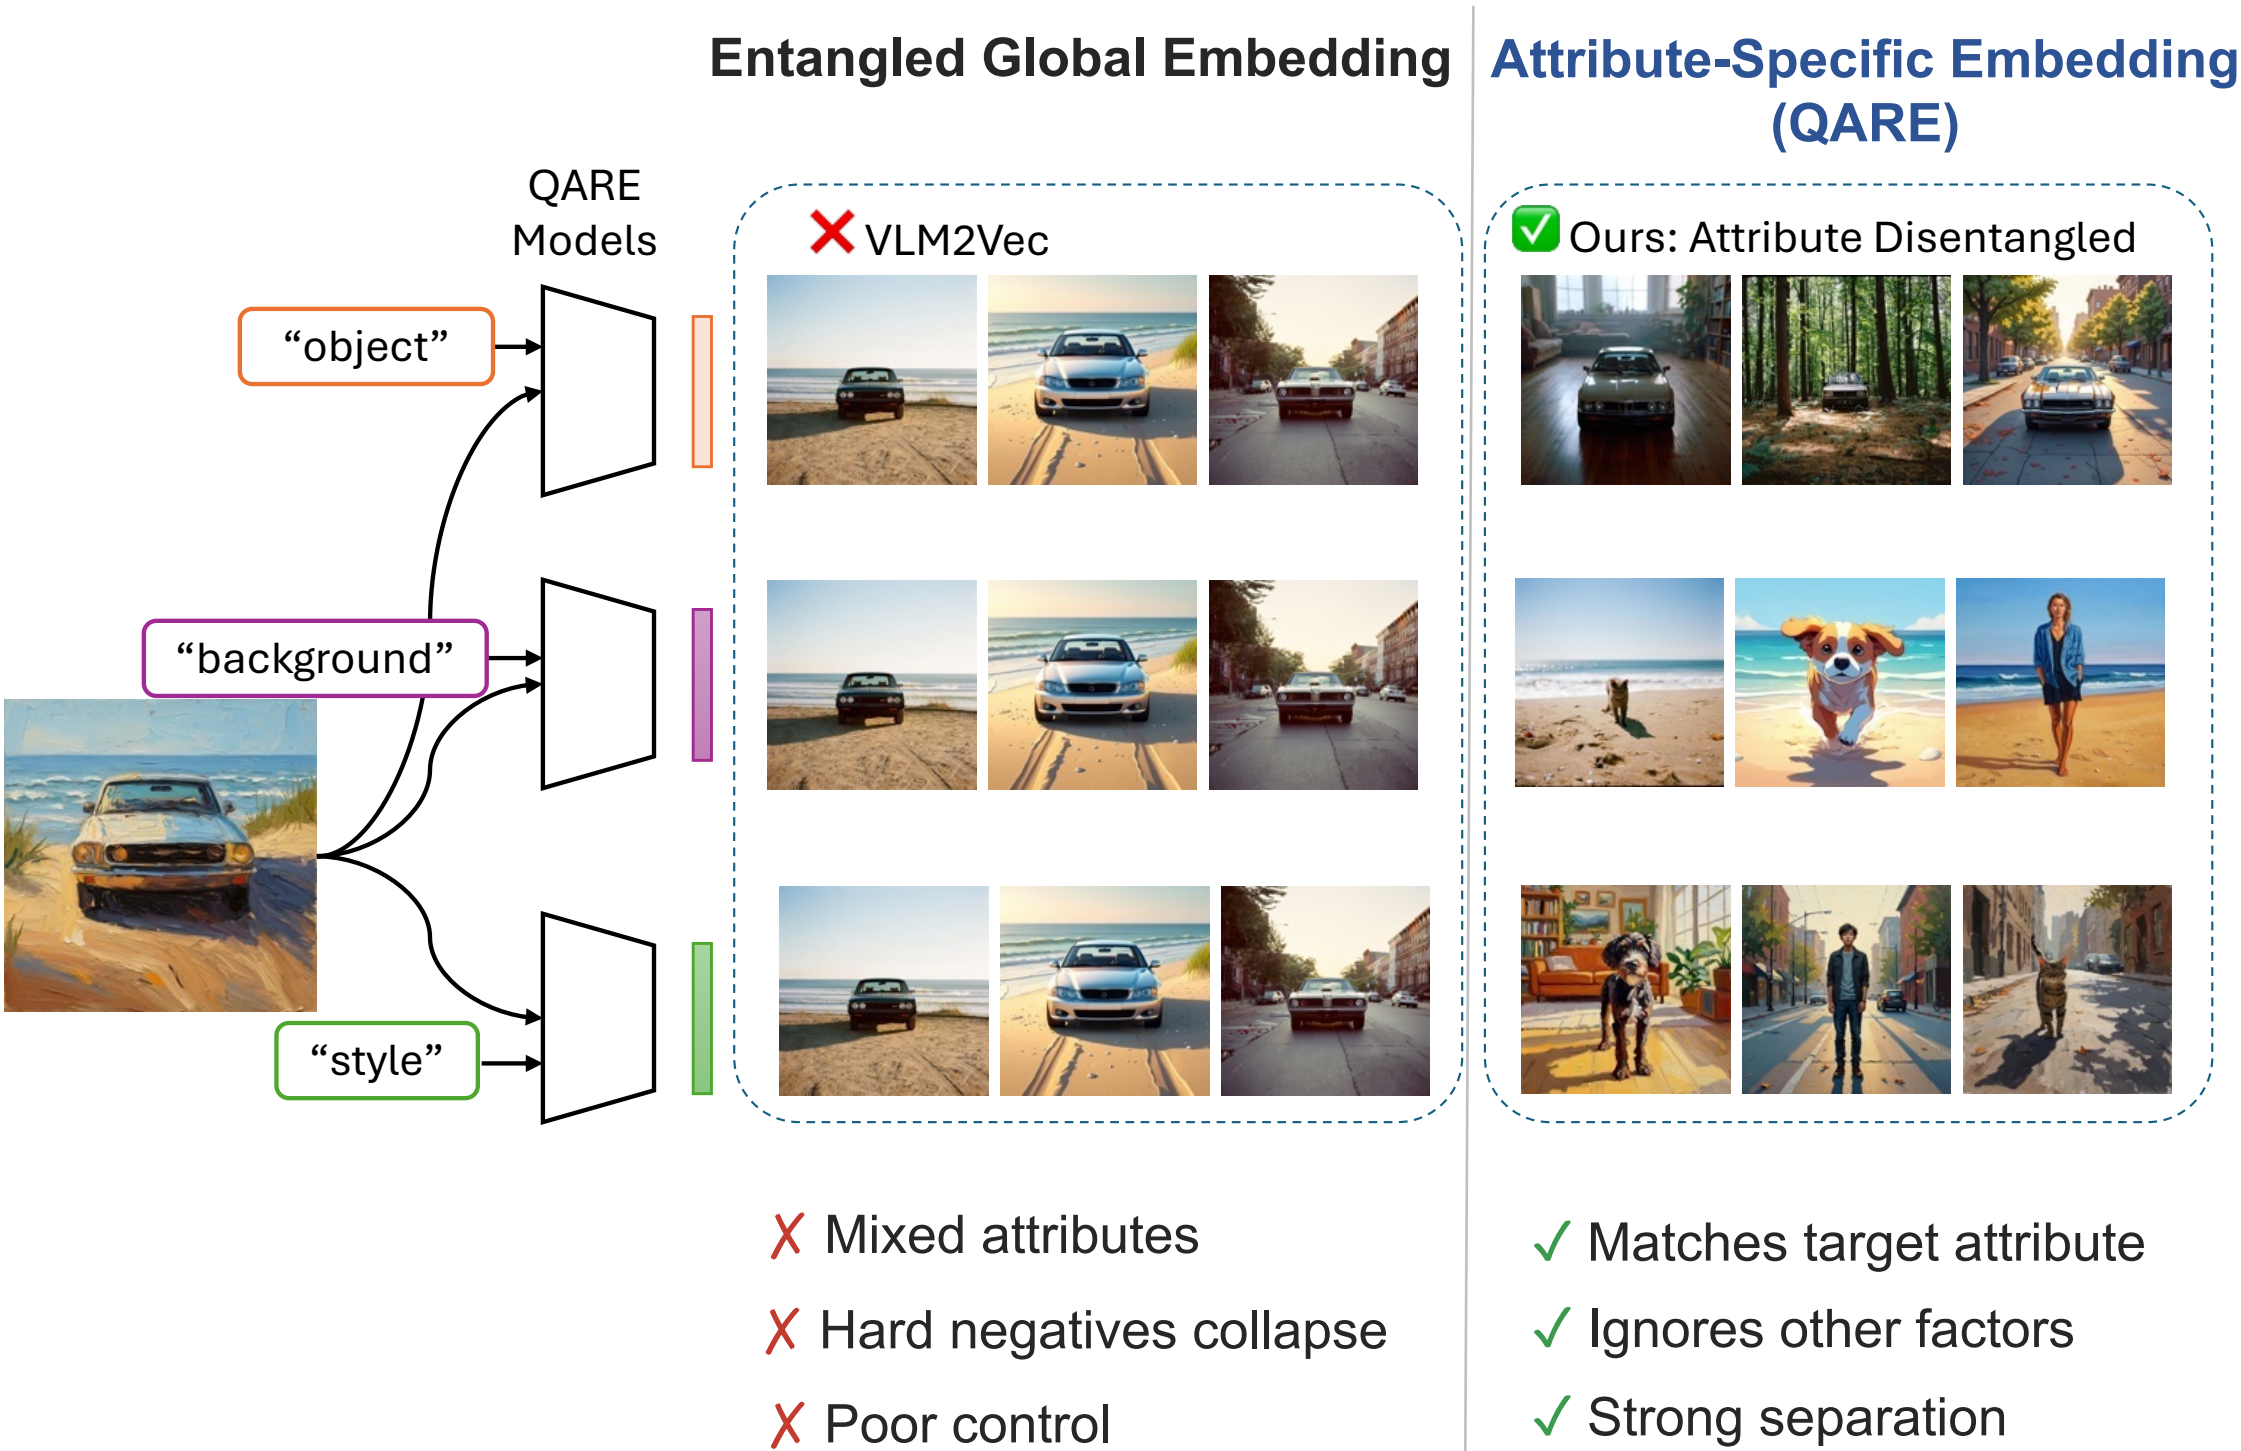 Entangled Global Embedding
Attribute-Specific Embedding
(QARE)
QARE
Models
❌ VLM2Vec
✅ Ours: Attribute Disentangled
“object”
“background”
“style”
✗ Mixed attributes
✗ Hard negatives collapse
✗ Poor control
✓ Matches target attribute
✓ Ignores other factors
✓ Strong separation